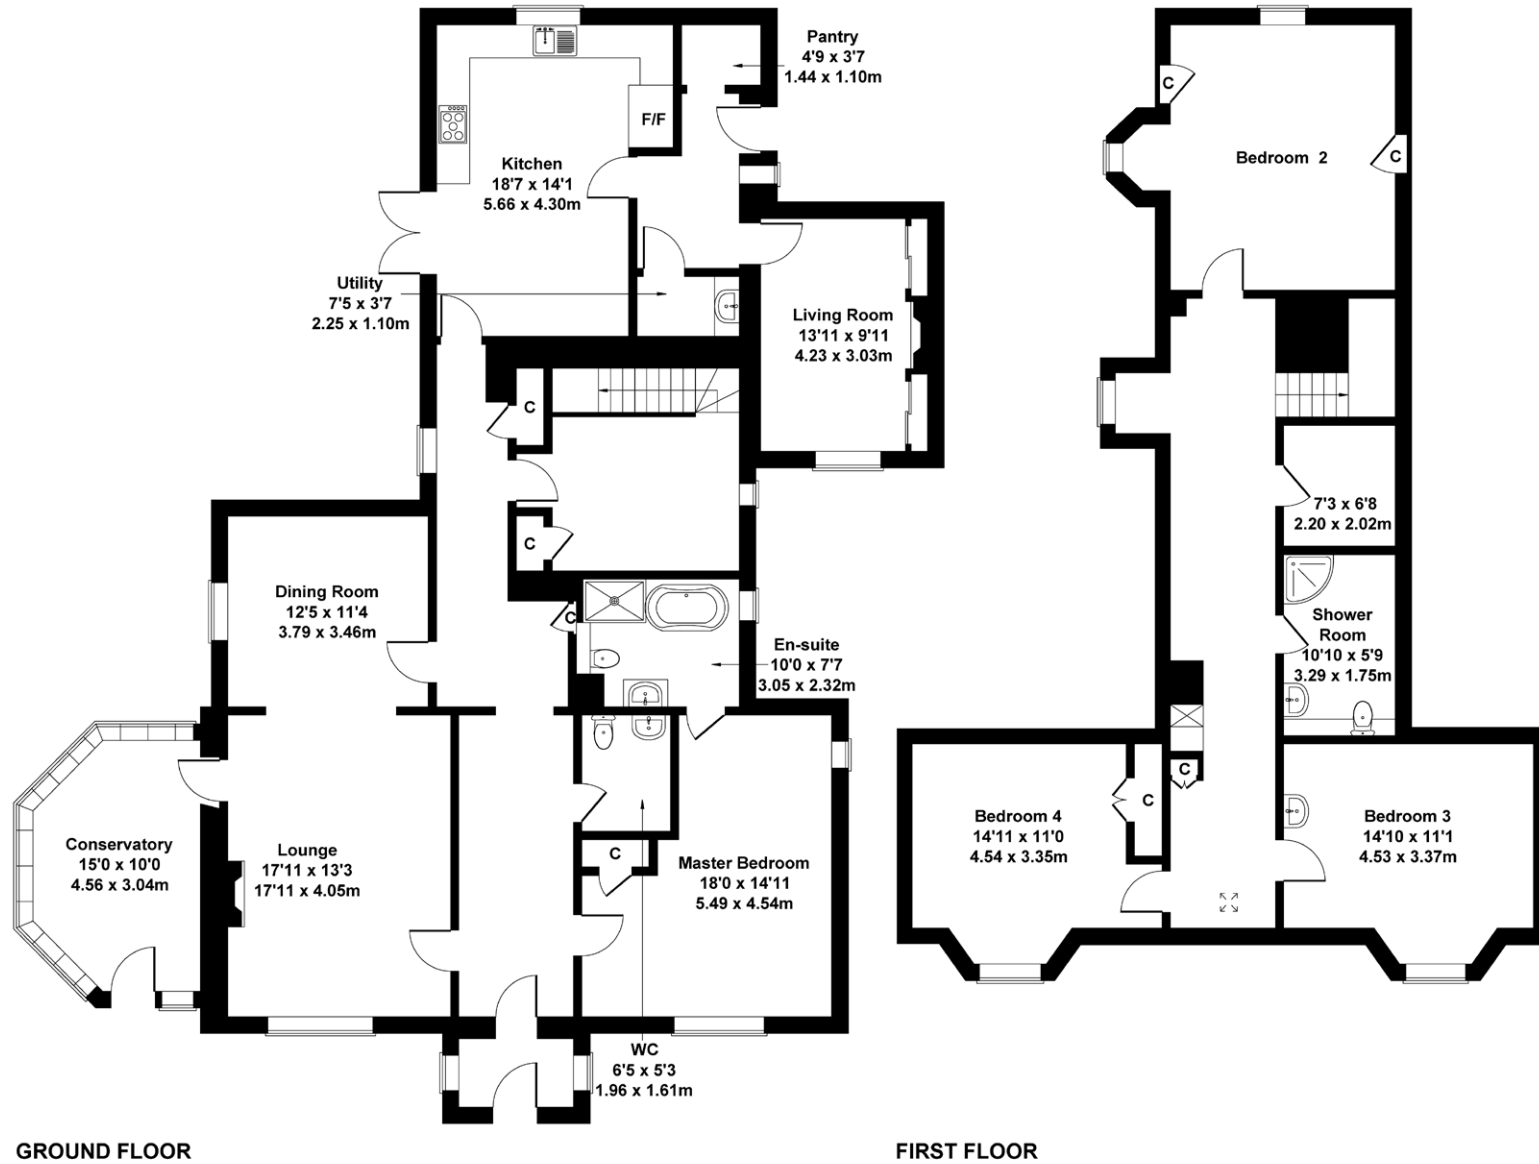 Pantry
4'9 x 3'7
1.44 x 1.10m
F/F
Kitchen
18'7 x 14'1
5.66 x 4.30m
Utility
7'5 x 3'7
2.25 x 1.10m
Living Room
13'11 x 9'11
4.23 x 3.03m
C
C
C
Dining Room
12'5 x 11'4
3.79 x 3.46m
En-suite
10'0 x 7'7
3.05 x 2.32m
Conservatory
15'0 x 10'0
4.56 x 3.04m
Lounge
17'11 x 13'3
17'11 x 4.05m
C
Master Bedroom
18'0 x 14'11
5.49 x 4.54m
WC
6'5 x 5'3
1.96 x 1.61m
GROUND FLOOR
C
C
Bedroom 2
7'3 x 6'8
2.20 x 2.02m
Shower
Room
10'10 x 5'9
3.29 x 1.75m
C
C
Bedroom 4
14'11 x 11'0
4.54 x 3.35m
Bedroom 3
14'10 x 11'1
4.53 x 3.37m
FIRST FLOOR